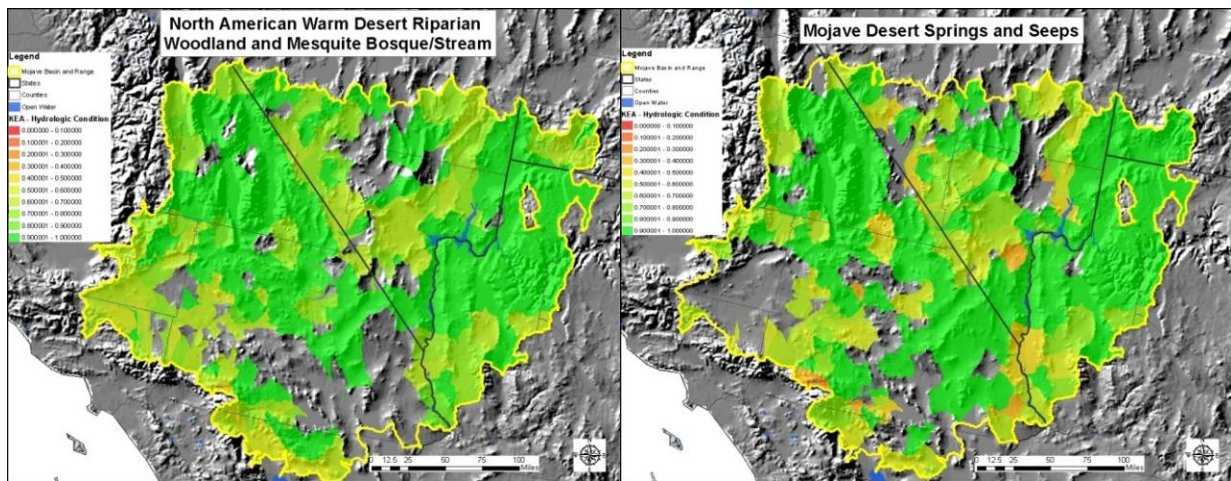 North American Warm Desert Riparian
Woodland and Mesquite Bosque/Stream
Legend
Mojave Basin and Range
States
Counties
Open Water
KEA - Hydrologic Condition
0.000000 - 0.100000
0.100001 - 0.200000
0.200001 - 0.300000
0.300001 - 0.400000
0.400001 - 0.500000
0.500001 - 0.600000
0.600001 - 0.700000
0.700001 - 0.800000
0.800001 - 0.900000
0.900001 - 1.000000
0 12.5 25 50 75 100
Miles
Mojave Desert Springs and Seeps
Legend
Mojave Basin and Range
States
Counties
Open Water
KEA - Hydrologic Condition
0.000000 - 0.100000
0.100001 - 0.200000
0.200001 - 0.300000
0.300001 - 0.400000
0.400001 - 0.500000
0.500001 - 0.600000
0.600001 - 0.700000
0.700001 - 0.800000
0.800001 - 0.900000
0.900001 - 1.000000
0 12.5 25 50 75 100
Miles